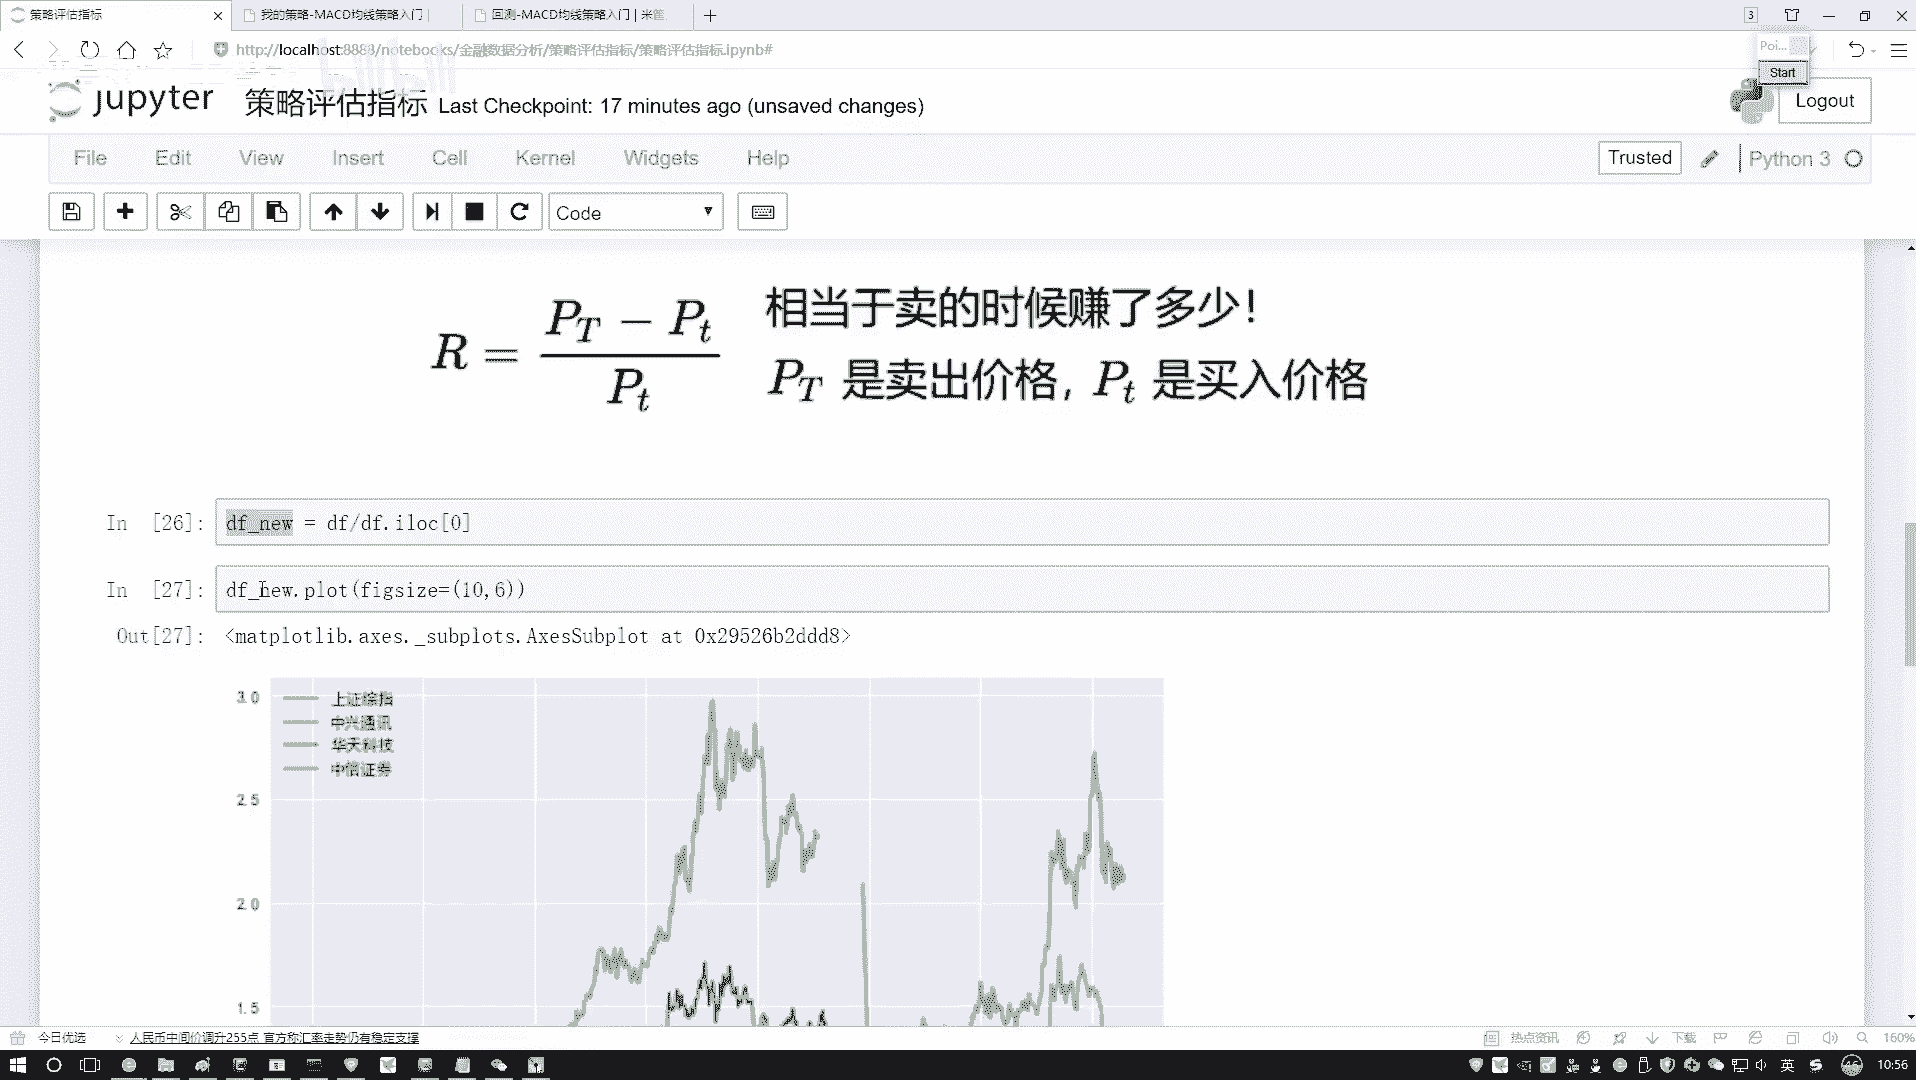 策略评估指标
我的策略-MACD均线策略入门
回测-MACD均线策略入门 | 米筐
3
http://localhost:8888/notebooks/金融数据分析/策略评估指标/策略评估指标.ipynb#
Poi...
Start
jupyter 策略评估指标 Last Checkpoint: 17 minutes ago (unsaved changes)
Logout
File Edit View Insert Cell Kernel Widgets Help
Trusted
Python 3
Code
R = \frac{P_T - P_t}{P_t}
相当于卖的时候赚了多少！
P_T 是卖出价格，P_t 是买入价格
In [26]: df_new = df/df.iloc[0]
In [27]: df_new.plot(figsize=(10,6))
Out[27]: <matplotlib.axes._subplots.AxesSubplot at 0x29526b2ddd8>
3.0
上证综指
中兴通讯
华天科技
中信证券
2.5
2.0
1.5
今日优选
人民币中间价调升255点 官方称汇率走势仍有稳定支撑
热点资讯
下载
160%
英
46
10:56